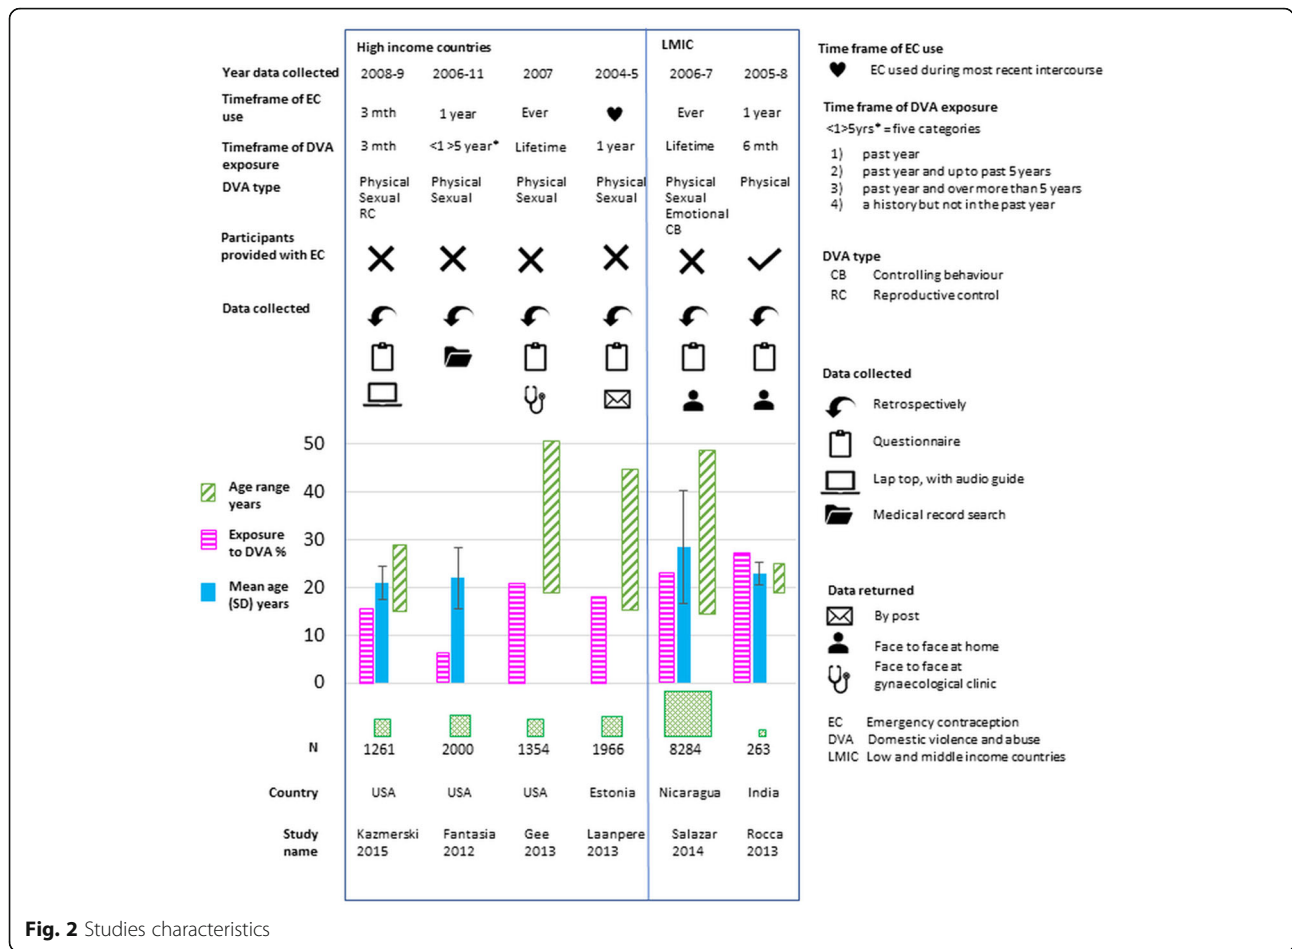 High income countries LMIC
Year data collected 2008-9 2006-11 2007 2004-5 2006-7 2005-8
Timeframe of EC
use 3 mth 1 year Ever Ever 1 year
Timeframe of DVA
exposure 3 mth <1 >5 year* Lifetime 1 year Lifetime 6 mth
DVA type Physical Physical Physical Physical Physical Physical
Sexual Sexual Sexual Sexual Sexual
RC Emotional
CB
Participants
provided with EC
Data collected
50
40
30
20
10
0
Age range
years
Exposure
to DVA %
Mean age
(SD) years
N 1261 2000 1354 1966 8284 263
Country USA USA USA Estonia Nicaragua India
Study Kazmerski Fantasia Gee Laanpere Salazar Rocca
name 2015 2012 2013 2013 2014 2013
Time frame of EC use
EC used during most recent intercourse
Time frame of DVA exposure
<1>5yrs* = five categories
1) past year
2) past year and up to past 5 years
3) past year and over more than 5 years
4) a history but not in the past year
DVA type
CB Controlling behaviour
RC Reproductive control
Data collected
Retrospectively
Questionnaire
Lap top, with audio guide
Medical record search
Data returned
By post
Face to face at home
Face to face at
gynaecological clinic
EC Emergency contraception
DVA Domestic violence and abuse
LMIC Low and middle income countries
Fig. 2 Studies characteristics